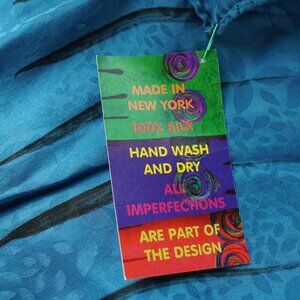 MADE IN
NEW YORK
100% SILK
HAND WASH
AND DRY
ALL
IMPERFECTIONS
ARE PART OF
THE DESIGN